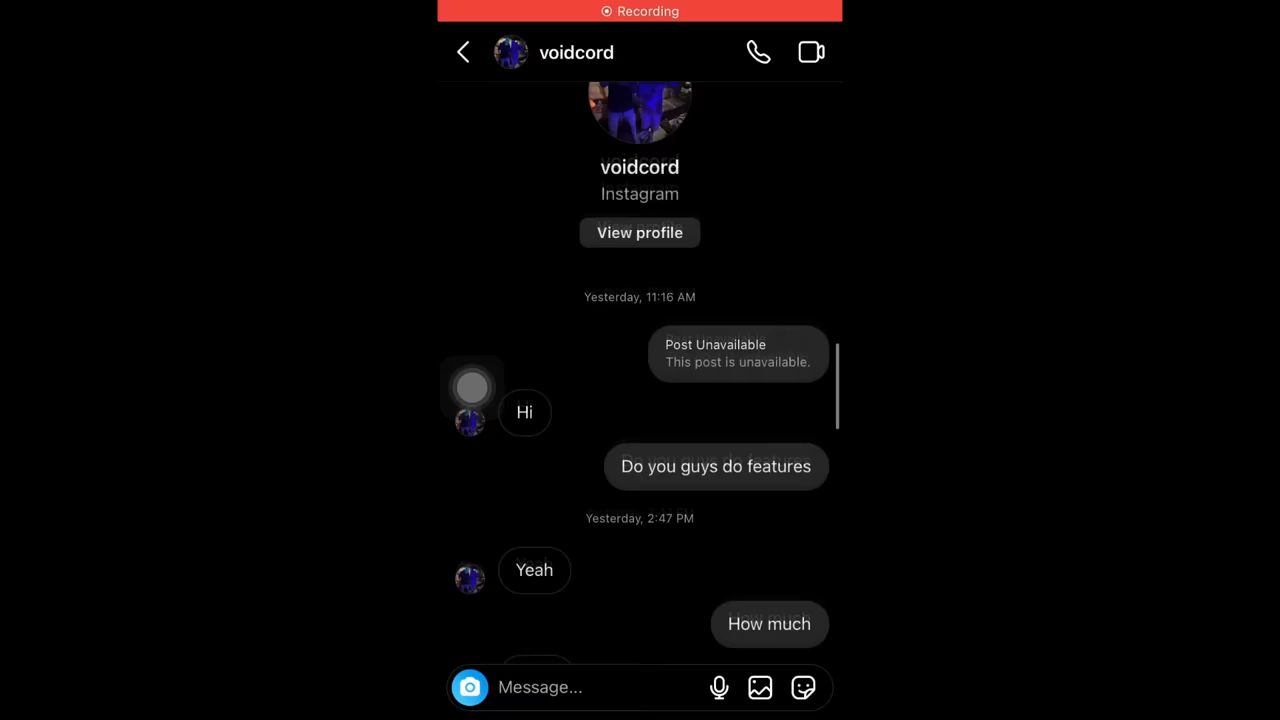 Recording
voidcord
voidcord
Instagram
View profile
Yesterday, 11:16 AM
Post Unavailable
This post is unavailable.
Hi
Do you guys do features
Yesterday, 2:47 PM
Yeah
How much
Message...